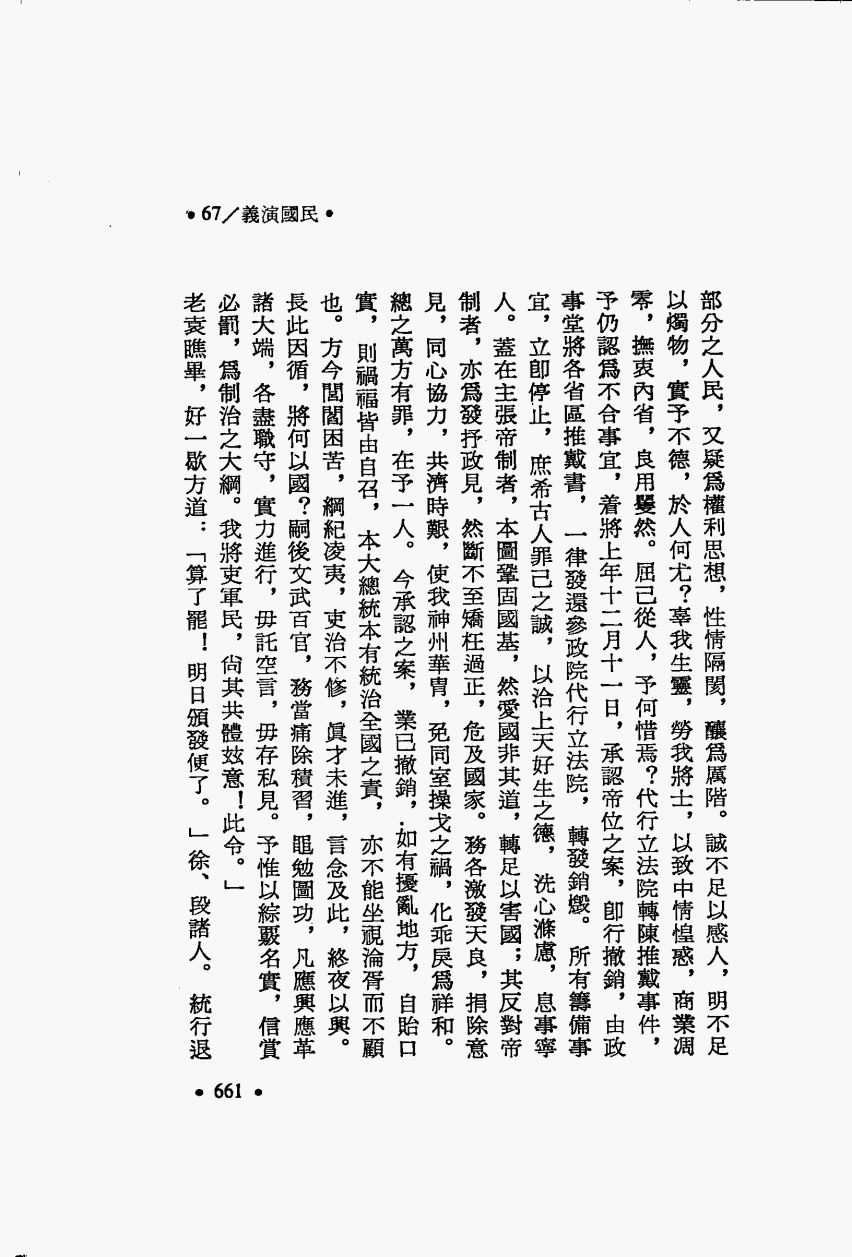 •67／義演國民•
部分之人民，又疑爲權利思想，性情隔閡，釀爲厲階。誠不足以感人，明不足
以燭物，實予不德，於人何尤？辜我生靈，勞我將士，以致中情惶惑，商業凋
零，撫衷內省，良用矍然。屈己從人，予何惜焉？代行立法院轉陳推戴事件，
予仍認爲不合事宜，着將上年十二月十一日，承認帝位之案，卽行撤銷，由政
事堂將各省區推戴書，一律發還參政院代行立法院，轉發銷燬。所有籌備事
宜，立卽停止，庶希古人罪己之誠，以洽上天好生之德，洗心滌慮，息事寧
人。蓋在主張帝制者，本圖鞏固國基，然愛國非其道，轉足以害國；其反對帝
制者，亦爲發抒政見，然斷不至矯枉過正，危及國家。務各激發天良，捐除意
見，同心協力，共濟時艱，使我神州華冑，免同室操戈之禍，化乖戾爲祥和。
總之萬方有罪，在予一人。今承認之案，業已撤銷，如有擾亂地方，自貽口
實，則禍福皆由自召，本大總統本有統治全國之責，亦不能坐視淪胥而不顧
也。方今閭閻困苦，綱紀凌夷，吏治不修，眞才未進，言念及此，終夜以興。
長此因循，將何以國？嗣後文武百官，務當痛除積習，黽勉圖功，凡應興應革
諸大端，各盡職守，實力進行，毋託空言，毋存私見。予惟以綜覈名實，信賞
必罰，爲制治之大綱。我將吏軍民，尙其共體玆意！此令。」
老袁瞧畢，好一歇方道：「算了罷！明日頒發便了。」徐、段諸人。統行退
•661•